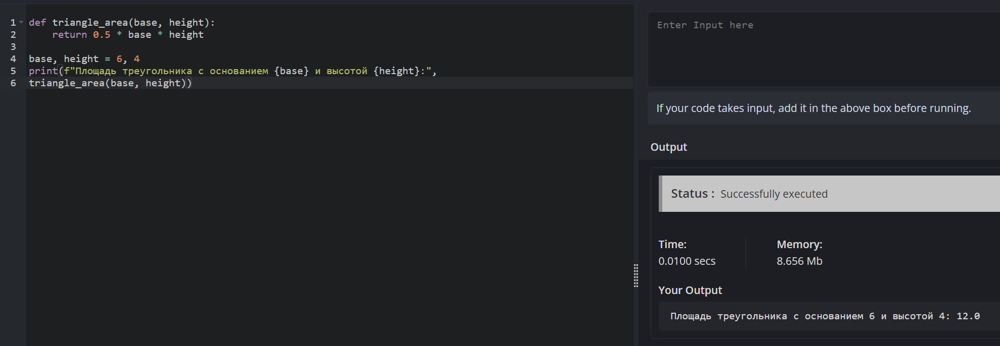 1 def triangle_area(base, height):
2     return 0.5 * base * height
3
4 base, height = 6, 4
5 print(f"Площадь треугольника с основанием {base} и высотой {height}:",
6 triangle_area(base, height))
Enter Input here
If your code takes input, add it in the above box before running.
Output
Status : Successfully executed
Time:
0.0100 secs
Memory:
8.656 Mb
Your Output
Площадь треугольника с основанием 6 и высотой 4: 12.0